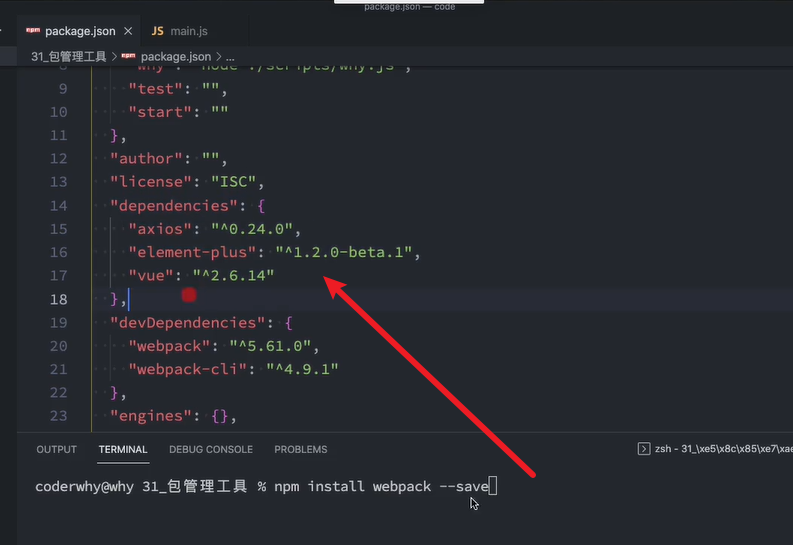 package.json — code
npm package.json × JS main.js
31_包管理工具 > npm package.json > ...
8 "why": "node ./scripts/why.js",
9 "test": "",
10 "start": ""
11 },
12 "author": "",
13 "license": "ISC",
14 "dependencies": {
15 "axios": "^0.24.0",
16 "element-plus": "^1.2.0-beta.1",
17 "vue": "^2.6.14"
18 },
19 "devDependencies": {
20 "webpack": "^5.61.0",
21 "webpack-cli": "^4.9.1"
22 },
23 "engines": {},
OUTPUT TERMINAL DEBUG CONSOLE PROBLEMS zsh - 31_\xe5\x8c\x85\xe7\xae
coderwhy@why 31_包管理工具 % npm install webpack --save